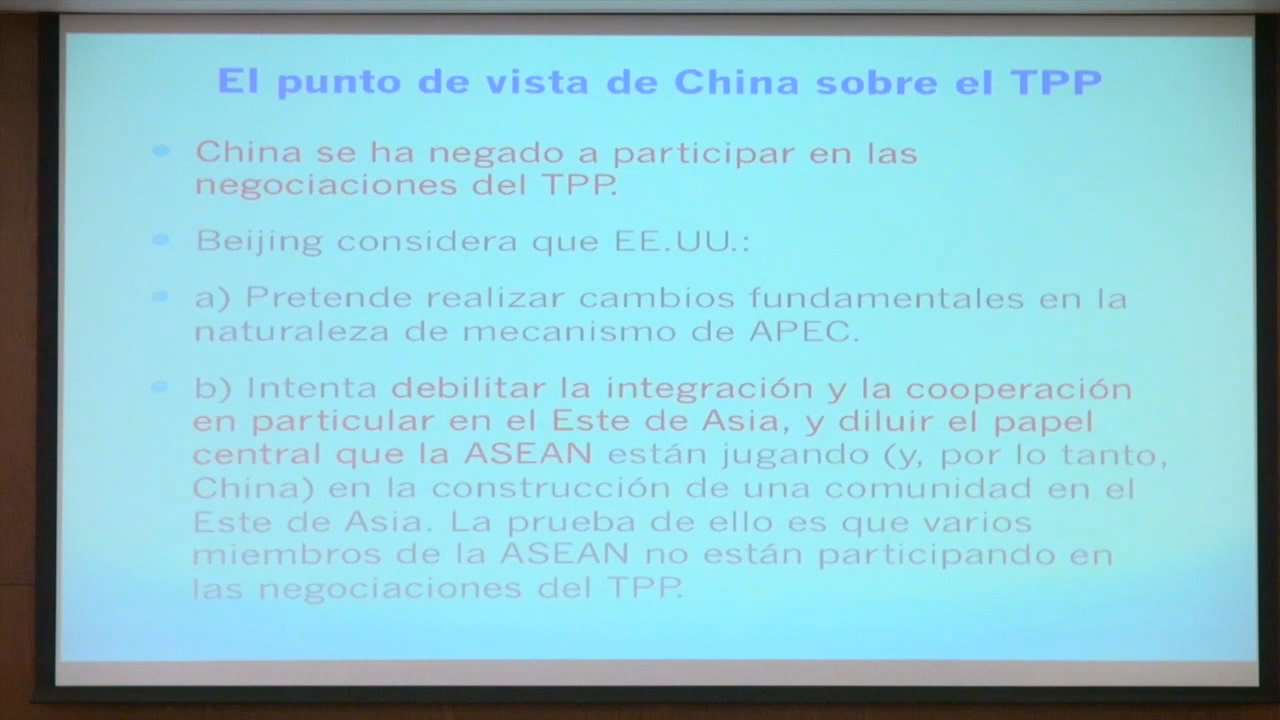 El punto de vista de China sobre el TPP
• China se ha negado a participar en las
negociaciones del TPP.
• Beijing considera que EE.UU.:
• a) Pretende realizar cambios fundamentales en la
naturaleza de mecanismo de APEC.
• b) Intenta debilitar la integración y la cooperación
en particular en el Este de Asia, y diluir el papel
central que la ASEAN están jugando (y, por lo tanto,
China) en la construcción de una comunidad en el
Este de Asia. La prueba de ello es que varios
miembros de la ASEAN no están participando en
las negociaciones del TPP.